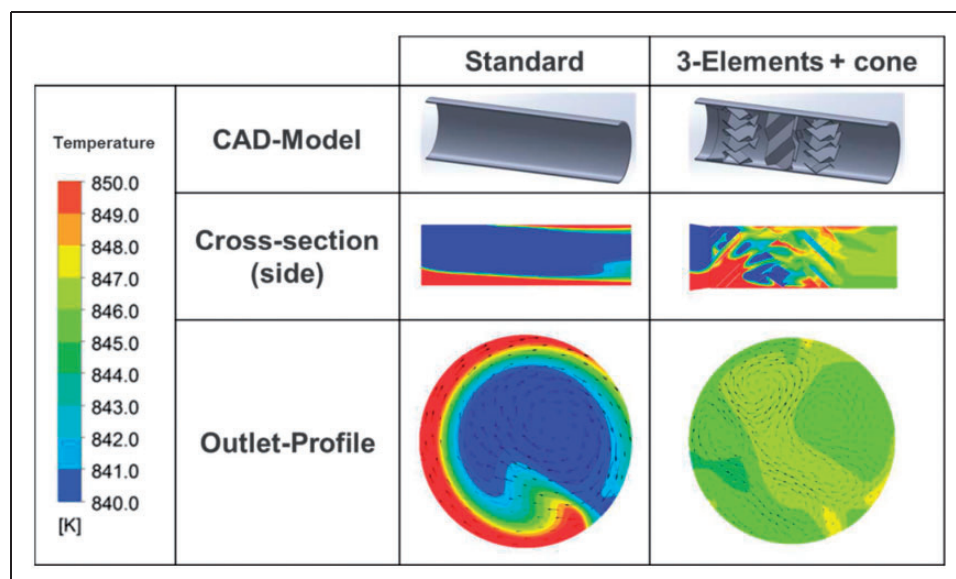 Standard
3-Elements + cone
Temperature
CAD-Model
850.0
849.0
848.0
847.0
846.0
845.0
844.0
843.0
842.0
841.0
840.0
[K]
Cross-section
(side)
Outlet-Profile